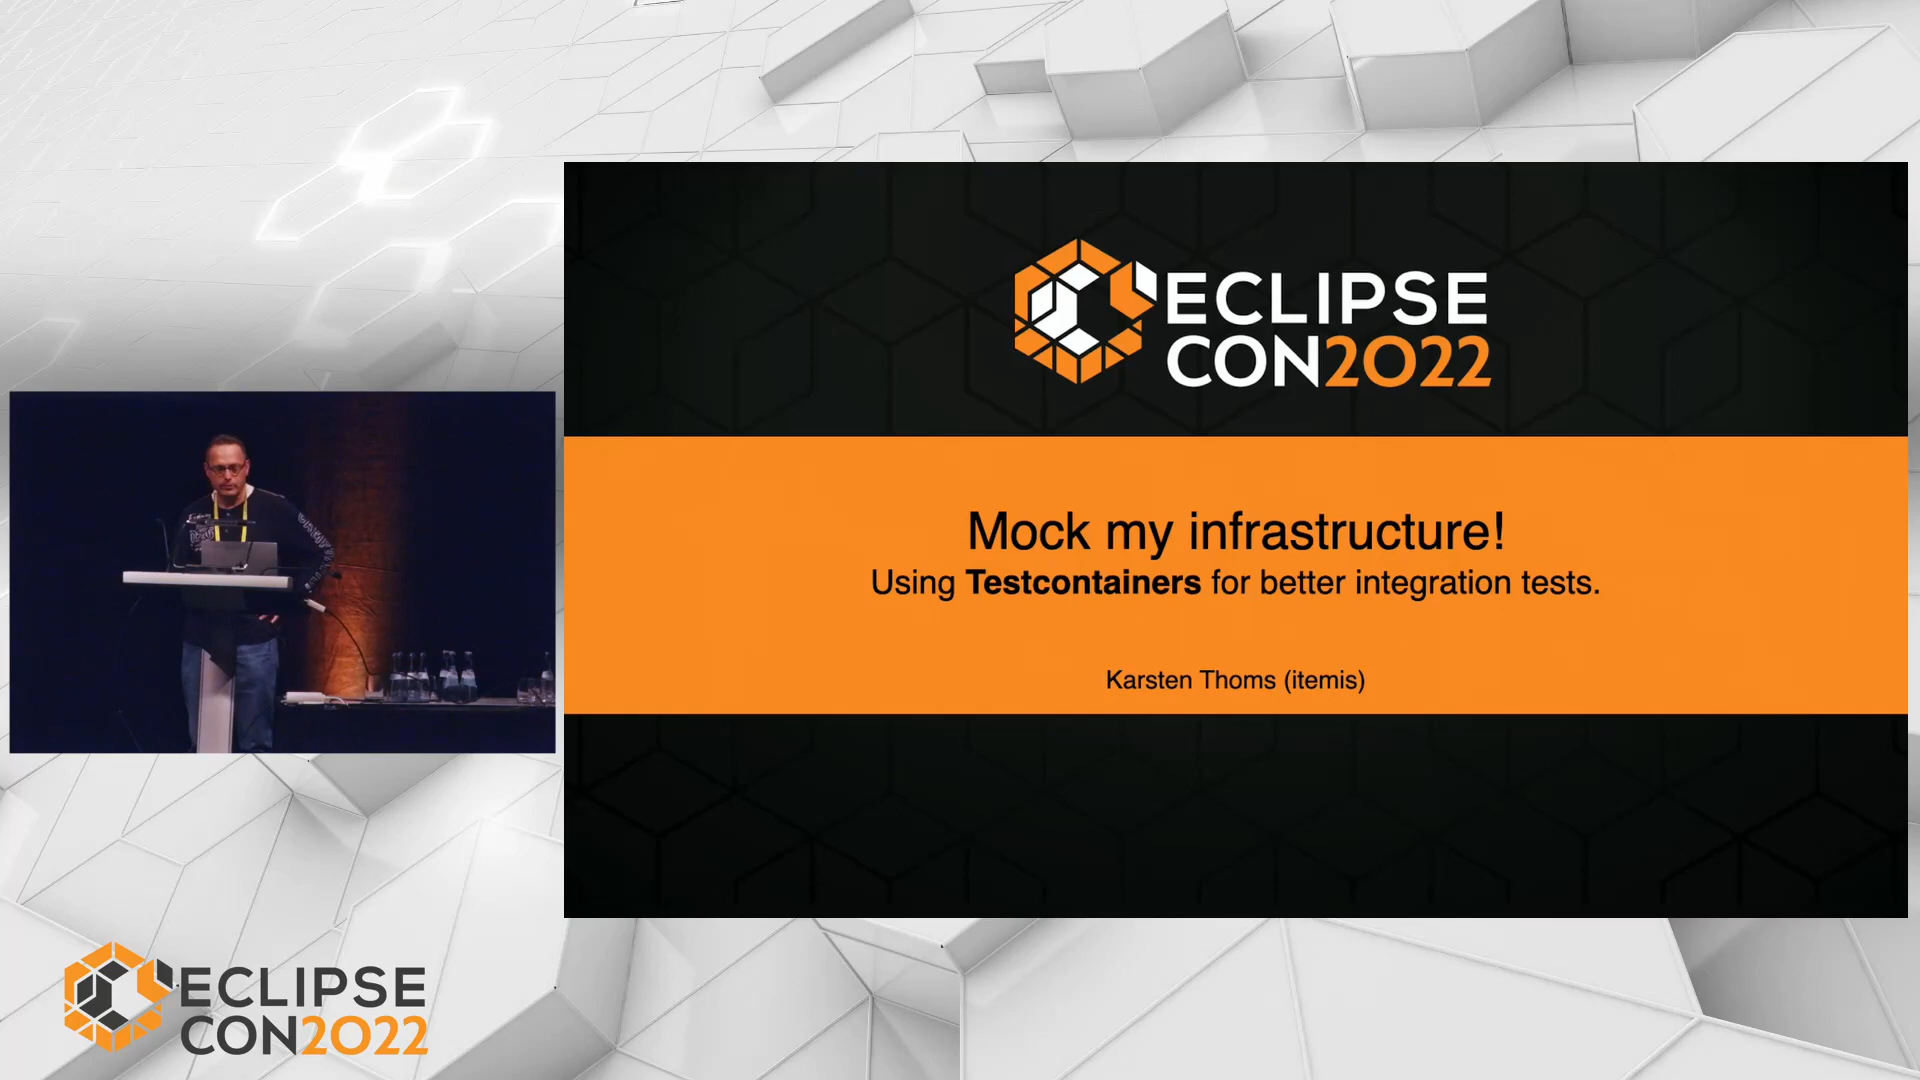 ECLIPSE
CON2022
Mock my infrastructure!
Using Testcontainers for better integration tests.
Karsten Thoms (itemis)
ECLIPSE
CON2022